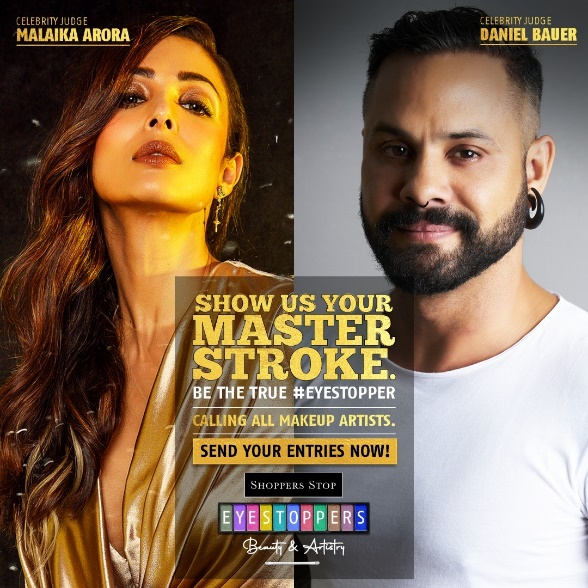 CELEBRITY JUDGE
MALAIKA ARORA
CELEBRITY JUDGE
DANIEL BAUER
SHOW US YOUR
MASTER
STROKE.
BE THE TRUE #EYESTOPPER
CALLING ALL MAKEUP ARTISTS.
SEND YOUR ENTRIES NOW!
SHOPPERS STOP
EYESTOPPERS
Beauty & Artistry